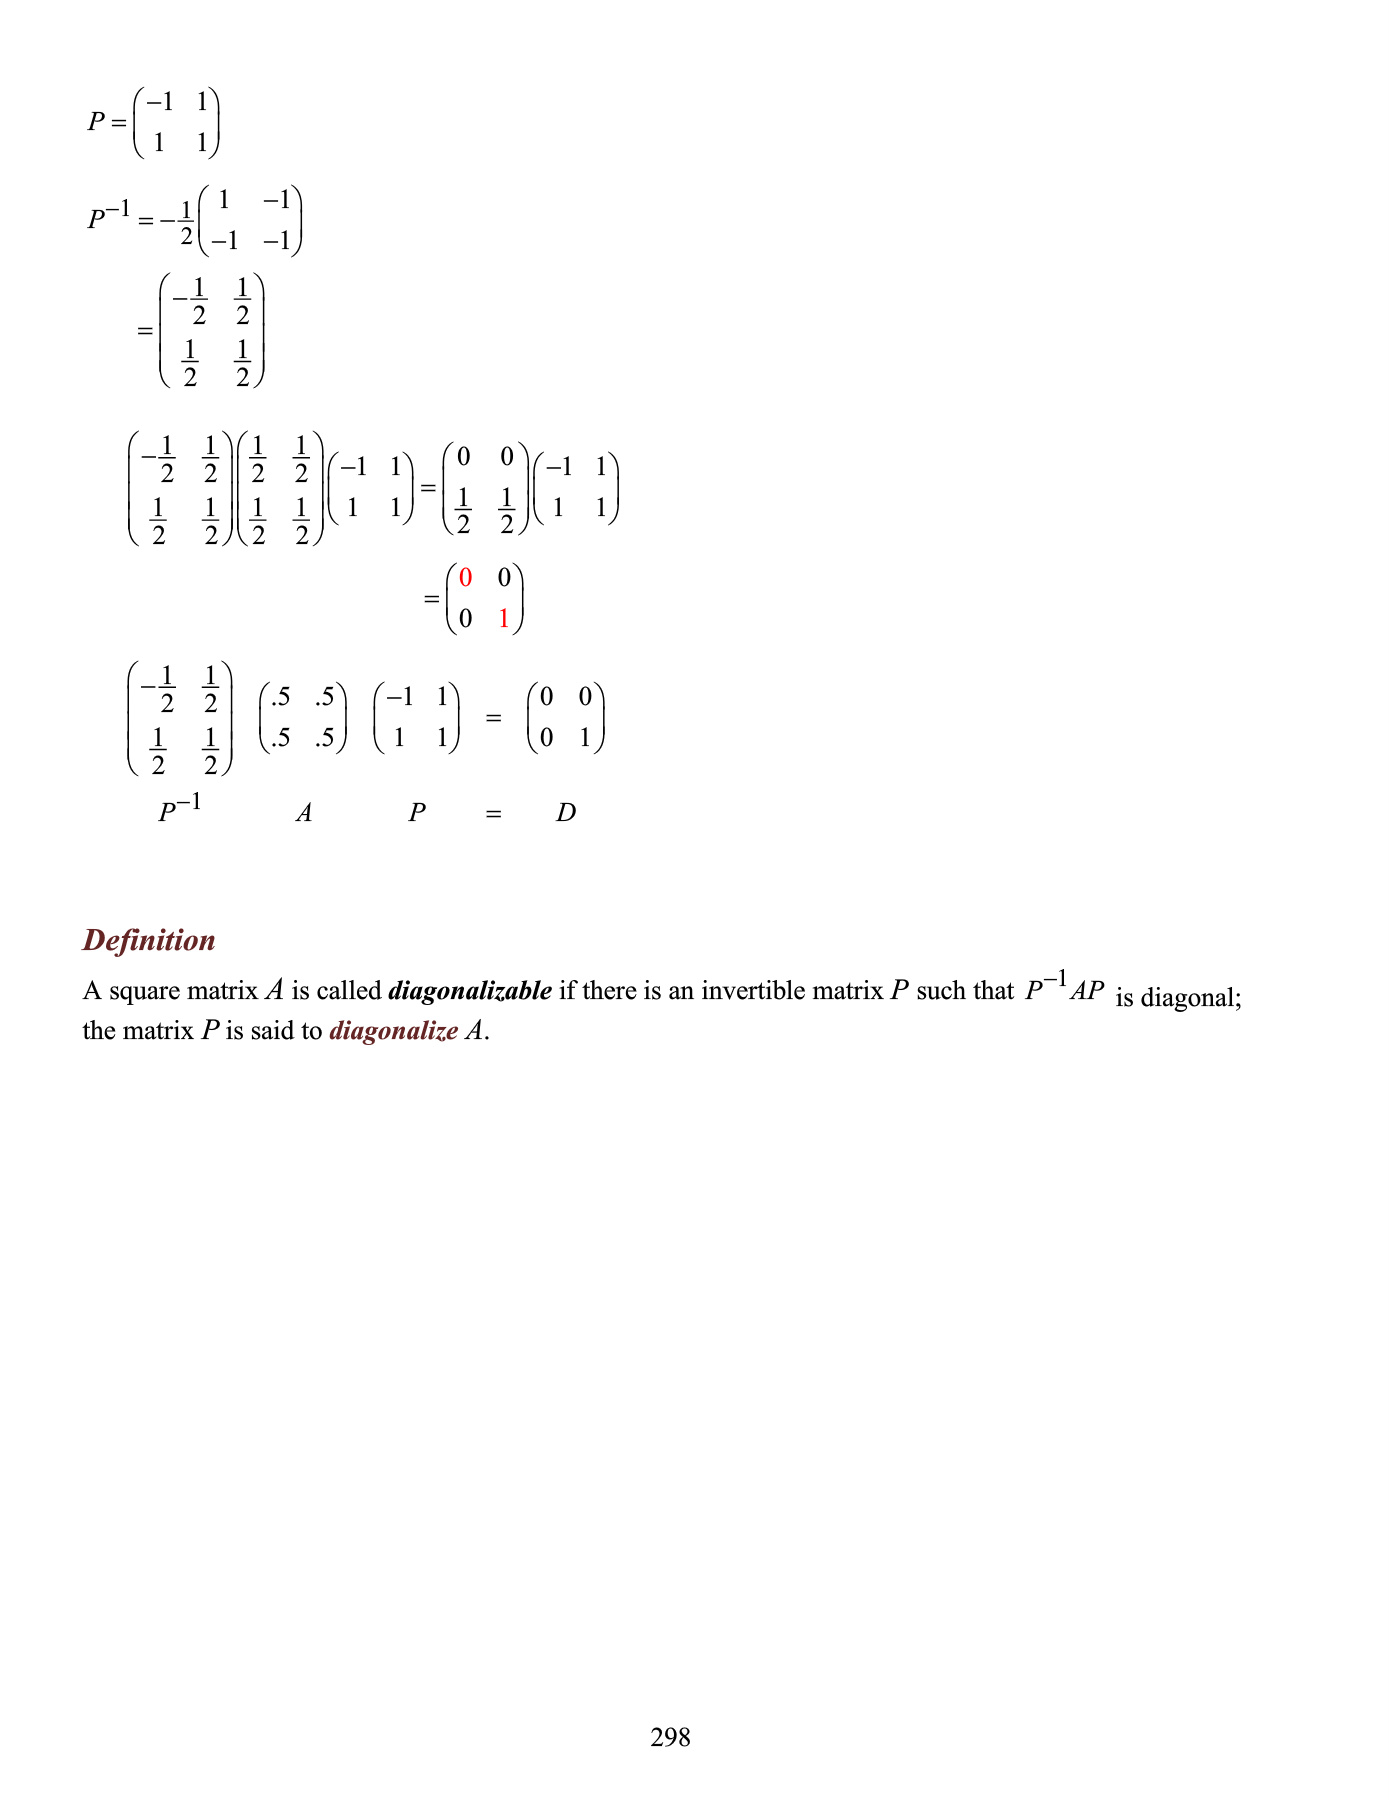 P = \begin{pmatrix} -1 & 1 \\ 1 & 1 \end{pmatrix}
P^{-1} = -\frac{1}{2} \begin{pmatrix} 1 & -1 \\ -1 & -1 \end{pmatrix}
= \begin{pmatrix} -\frac{1}{2} & \frac{1}{2} \\ \frac{1}{2} & \frac{1}{2} \end{pmatrix}
\begin{pmatrix} -\frac{1}{2} & \frac{1}{2} \\ \frac{1}{2} & \frac{1}{2} \end{pmatrix} \begin{pmatrix} \frac{1}{2} & \frac{1}{2} \\ \frac{1}{2} & \frac{1}{2} \end{pmatrix} \begin{pmatrix} -1 & 1 \\ 1 & 1 \end{pmatrix} = \begin{pmatrix} 0 & 0 \\ \frac{1}{2} & \frac{1}{2} \end{pmatrix} \begin{pmatrix} -1 & 1 \\ 1 & 1 \end{pmatrix}
= \begin{pmatrix} 0 & 0 \\ 0 & 1 \end{pmatrix}
\begin{pmatrix} -\frac{1}{2} & \frac{1}{2} \\ \frac{1}{2} & \frac{1}{2} \end{pmatrix} \begin{pmatrix} .5 & .5 \\ .5 & .5 \end{pmatrix} \begin{pmatrix} -1 & 1 \\ 1 & 1 \end{pmatrix} = \begin{pmatrix} 0 & 0 \\ 0 & 1 \end{pmatrix}
P^{-1} A P = D
Definition
A square matrix A is called diagonalizable if there is an invertible matrix P such that P^{-1}AP is diagonal;
the matrix P is said to diagonalize A.
298